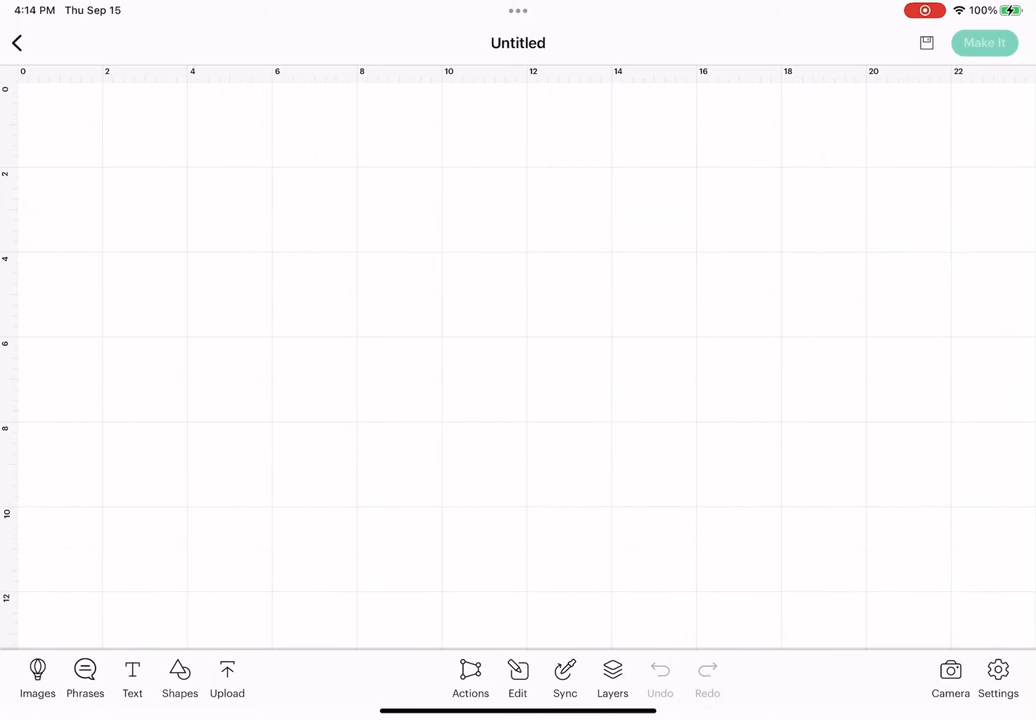 4:14 PM Thu Sep 15
100%
Untitled
Make It
0 2 4 6 8 10 12 14 16 18 20 22
0
2
4
6
8
10
12
Images Phrases Text Shapes Upload Actions Edit Sync Layers Undo Redo Camera Settings